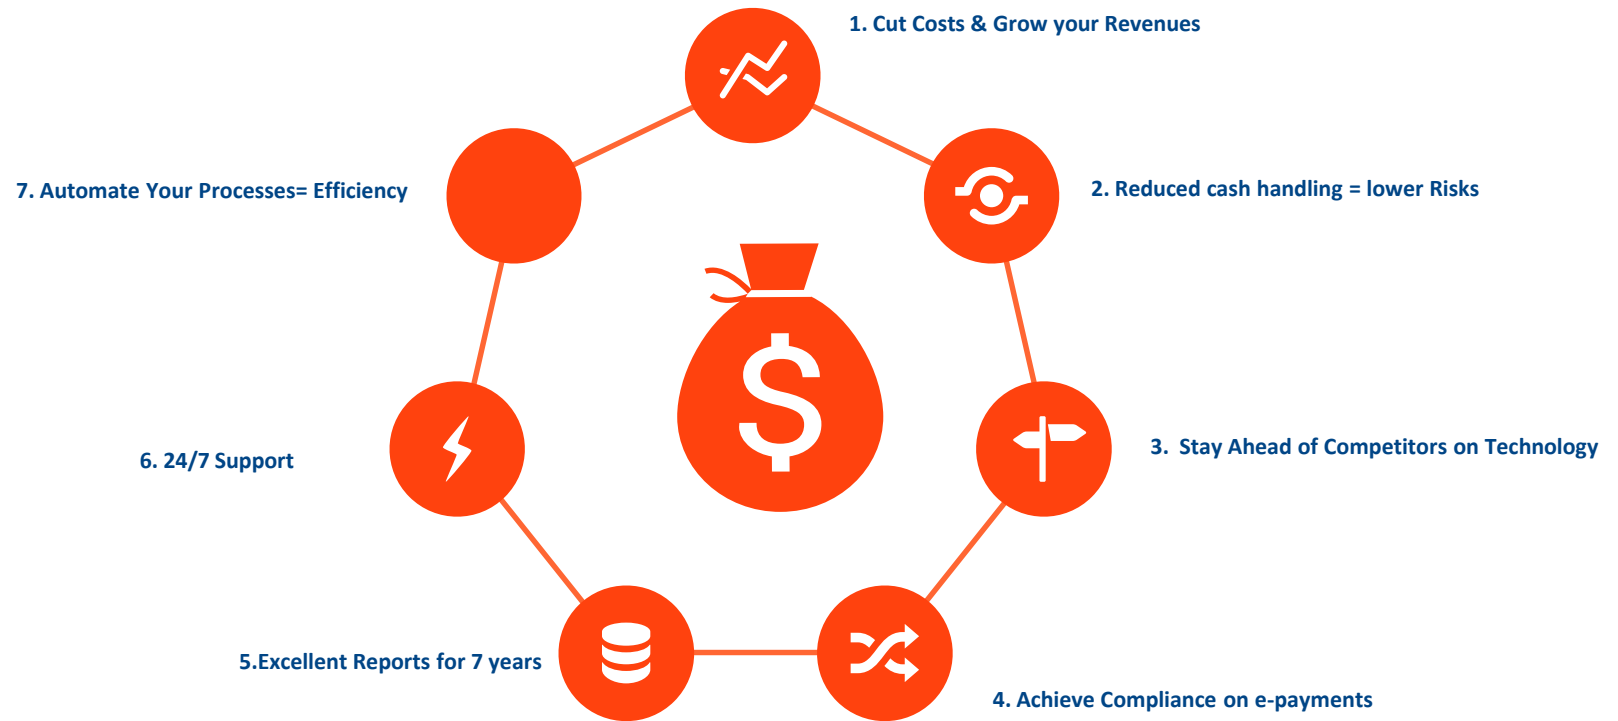 1. Cut Costs & Grow your Revenues
2. Reduced cash handling = lower Risks
3. Stay Ahead of Competitors on Technology
4. Achieve Compliance on e-payments
5.Excellent Reports for 7 years
6. 24/7 Support
7. Automate Your Processes= Efficiency
$